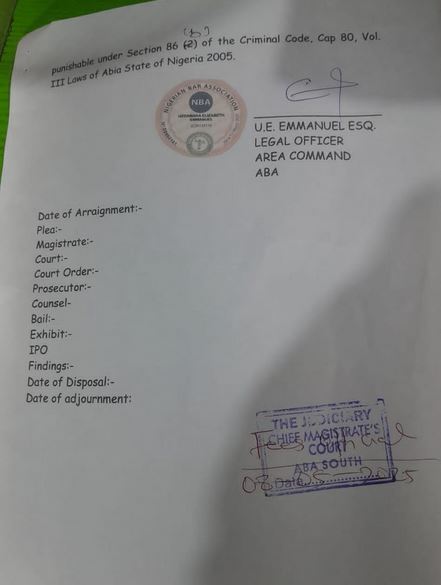 (b)
punishable under Section 86 (2) of the Criminal Code, Cap 80, Vol.
III Laws of Abia State of Nigeria 2005.
NIGERIAN BAR ASSOCIATION
NBA
U.E. EMMANUEL ESQ.
LEGAL OFFICER
AREA COMMAND
ABA
Date of Arraignment:-
Plea:-
Magistrate:-
Court:-
Court Order:-
Prosecutor:-
Counsel-
Bail:-
Exhibit:-
IPO
Findings:-
Date of Disposal:-
Date of adjournment:
THE JUDICIARY
CHIEF MAGISTRATE'S
COURT
ABA SOUTH
Date